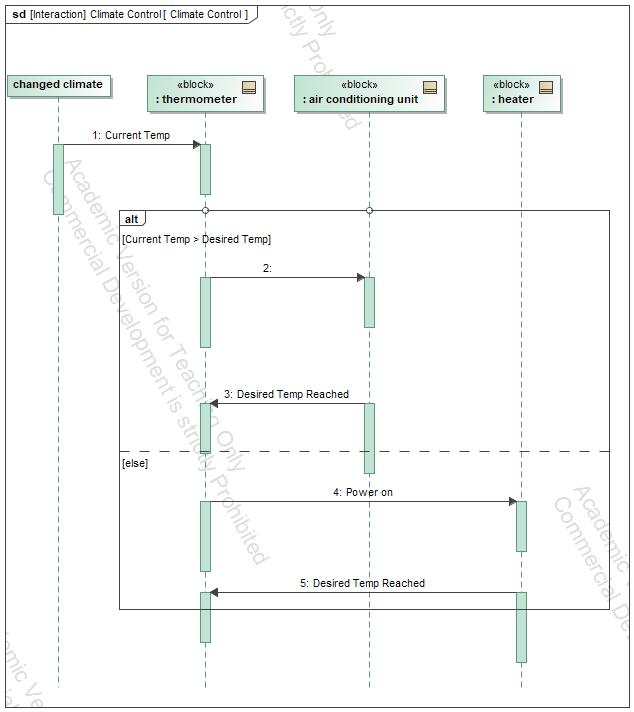 sd [Interaction] Climate Control[ Climate Control ]
changed climate
«block»
: thermometer
«block»
: air conditioning unit
«block»
: heater
1: Current Temp
alt
[Current Temp > Desired Temp]
2:
3: Desired Temp Reached
[else]
4: Power on
5: Desired Temp Reached
Academic Version for Teaching Only
Commercial Development is strictly Prohibited